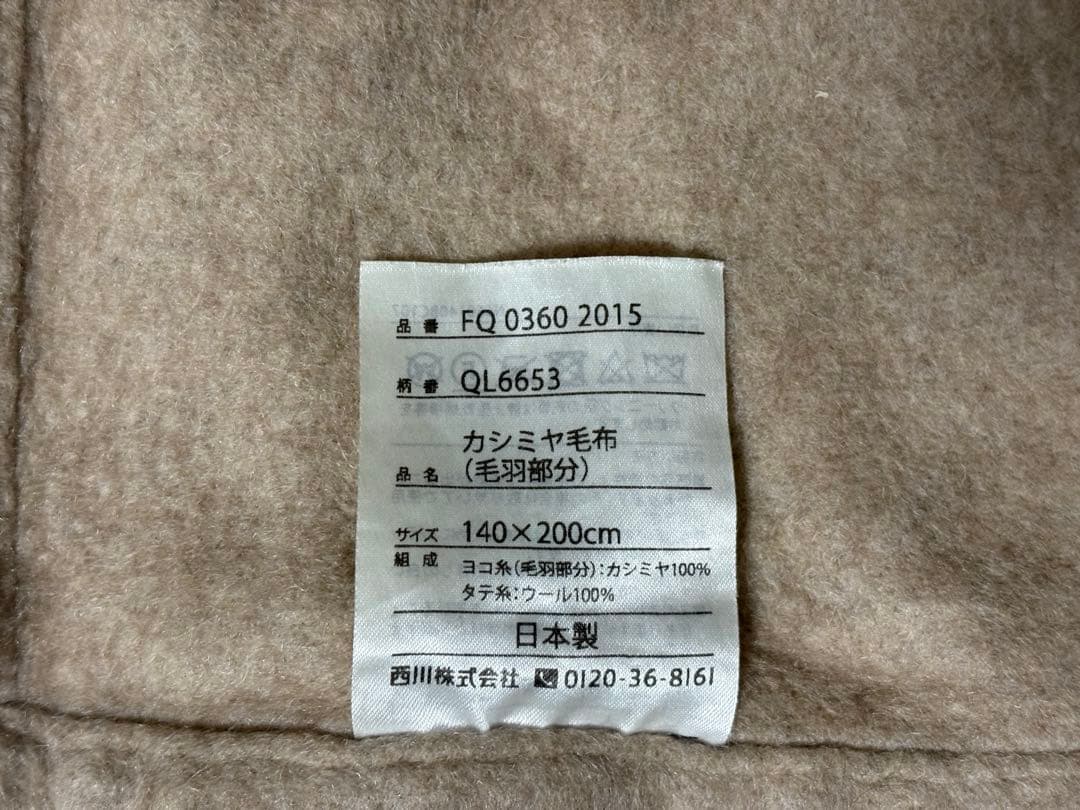 品番 FQ 0360 2015
柄番 QL6653
カシミヤ毛布
品名 （毛羽部分）
サイズ 140×200cm
組成 ヨコ糸（毛羽部分）：カシミヤ100%
タテ糸：ウール100%
日本製
西川株式会社 0120-36-8161